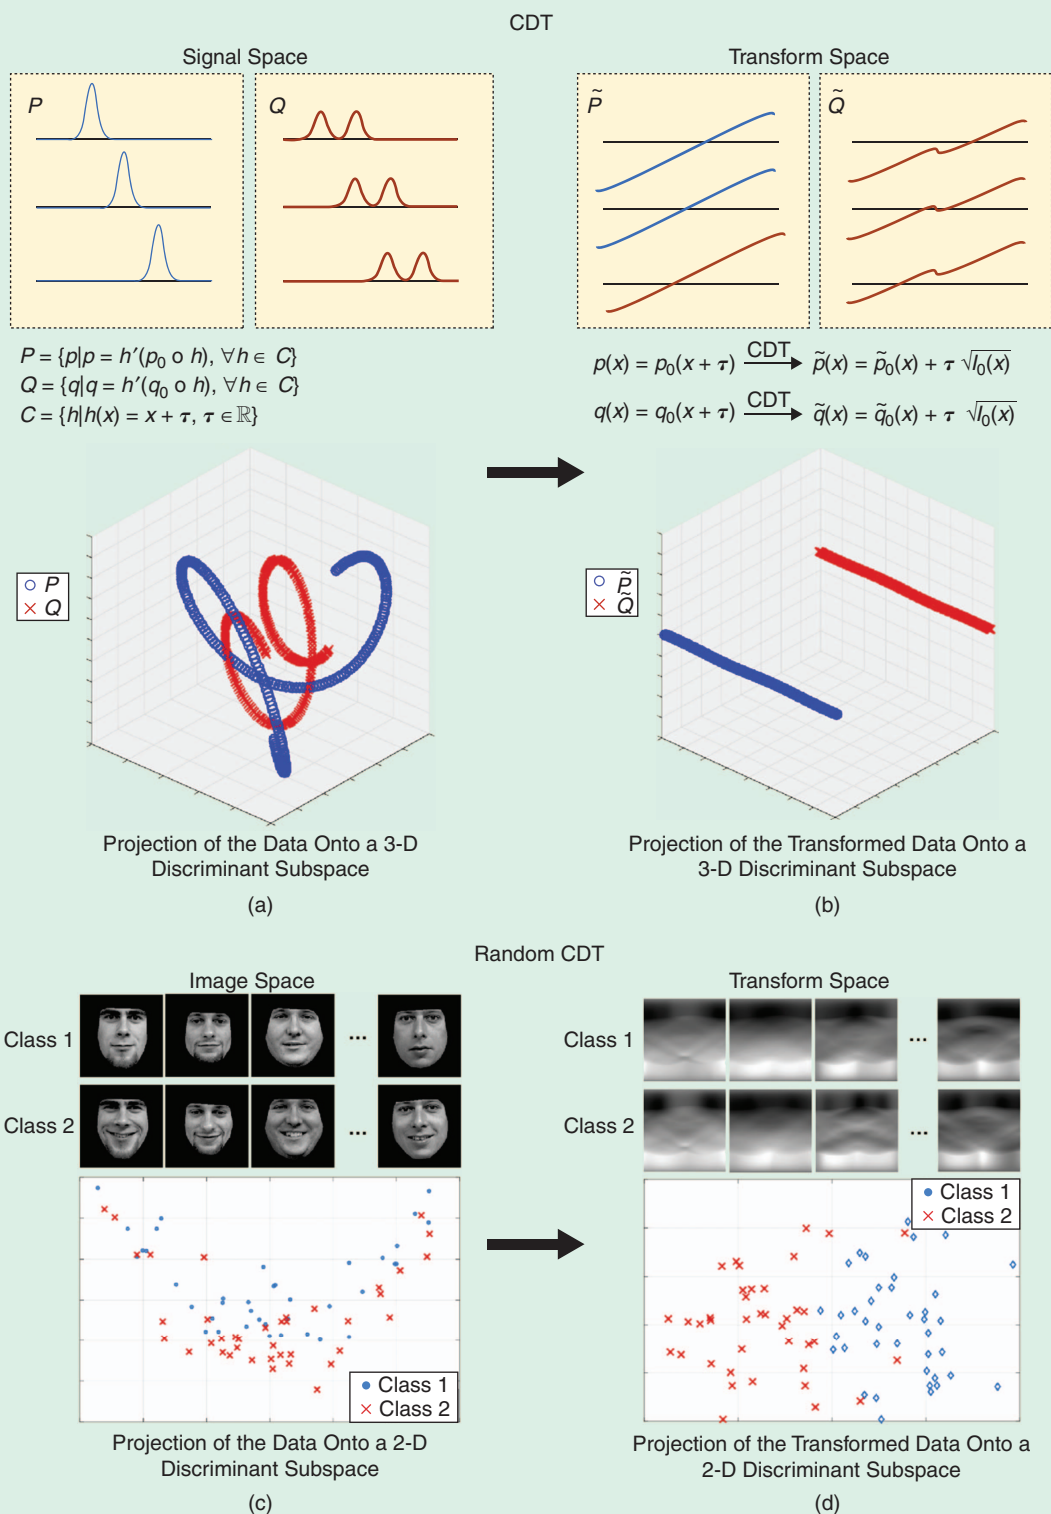 CDT
Signal Space
P
Q
P = {p|p = h′(p₀ o h), ∀h ∈ C}
Q = {q|q = h′(q₀ o h), ∀h ∈ C}
C = {h|h(x) = x + τ, τ ∈ ℝ}
Transform Space
P̃
Q̃
p(x) = p₀(x + τ) CDT → p̃(x) = p̃₀(x) + τ √I₀(x)
q(x) = q₀(x + τ) CDT → q̃(x) = q̃₀(x) + τ √I₀(x)
P
Q
Projection of the Data Onto a 3-D
Discriminant Subspace
(a)
P̃
Q̃
Projection of the Transformed Data Onto a
3-D Discriminant Subspace
(b)
Random CDT
Image Space
Class 1
...
Class 2
...
Class 1
Class 2
Projection of the Data Onto a 2-D
Discriminant Subspace
(c)
Transform Space
Class 1
...
Class 2
...
Class 1
Class 2
Projection of the Transformed Data Onto a
2-D Discriminant Subspace
(d)